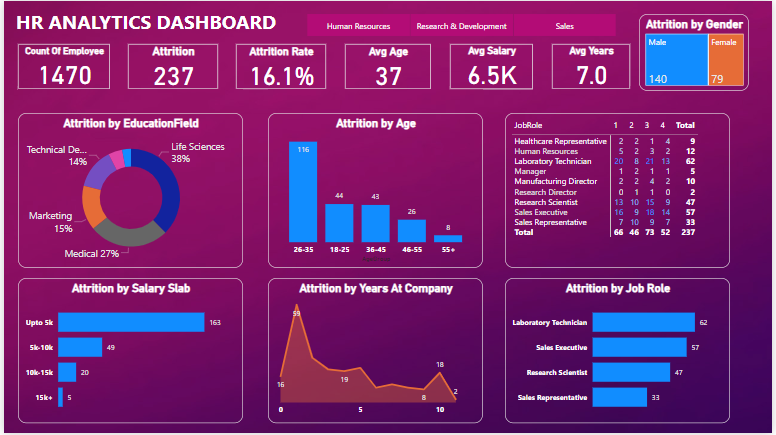 HR ANALYTICS DASHBOARD
Human Resources
Research & Development
Sales
Attrition by Gender
Male
Female
140
79
Count Of Employee
1470
Attrition
237
Attrition Rate
16.1%
Avg Age
37
Avg Salary
6.5K
Avg Years
7.0
Attrition by EducationField
Life Sciences
38%
Technical De...
14%
Marketing
15%
Medical 27%
Attrition by Age
116
44
43
26
8
26-35 18-25 36-45 46-55 55+
JobRole 1 2 3 4 Total
Healthcare Representative 2 2 1 4 9
Human Resources 5 2 3 2 12
Laboratory Technician 20 8 21 13 62
Manager 1 2 1 1 5
Manufacturing Director 2 2 4 2 10
Research Director 0 1 1 0 2
Research Scientist 13 10 15 9 47
Sales Executive 16 9 18 14 57
Sales Representative 7 10 9 7 33
Total 66 46 73 52 237
Attrition by Salary Slab
Upto 5k 163
5k-10k 49
10k-15k 20
15k+ 5
Attrition by Years At Company
59
16
19
18
8
2
0 5 10
Attrition by Job Role
Laboratory Technician 62
Sales Executive 57
Research Scientist 47
Sales Representative 33